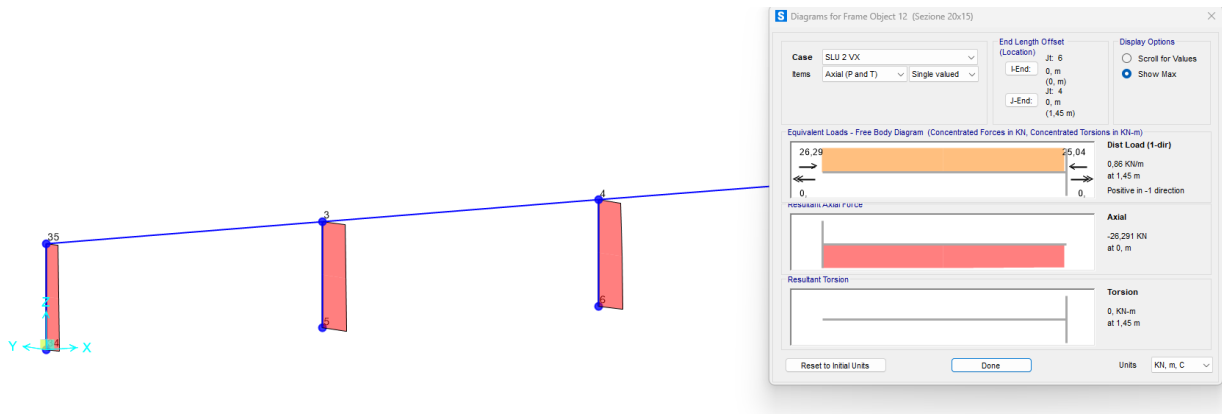 Diagrams for Frame Object 12 (Sezione 20x15)
Case SLU 2 VX
Items Axial (P and T) Single valued
End Length Offset
(Location)
Jt: 6
I-End: 0, m
(0, m)
Jt: 4
J-End: 0, m
(1,45 m)
Display Options
Scroll for Values
Show Max
Equivalent Loads - Free Body Diagram (Concentrated Forces in KN, Concentrated Torsions in KN-m)
26,29
25,04
0,
0,
Dist Load (1-dir)
0,86 KN/m
at 1,45 m
Positive in -1 direction
Resultant Axial Force
Axial
-26,291 KN
at 0, m
Resultant Torsion
Torsion
0, KN-m
at 1,45 m
Reset to Initial Units
Done
Units KN, m, C
35
3
4
5
6
Z
Y
X